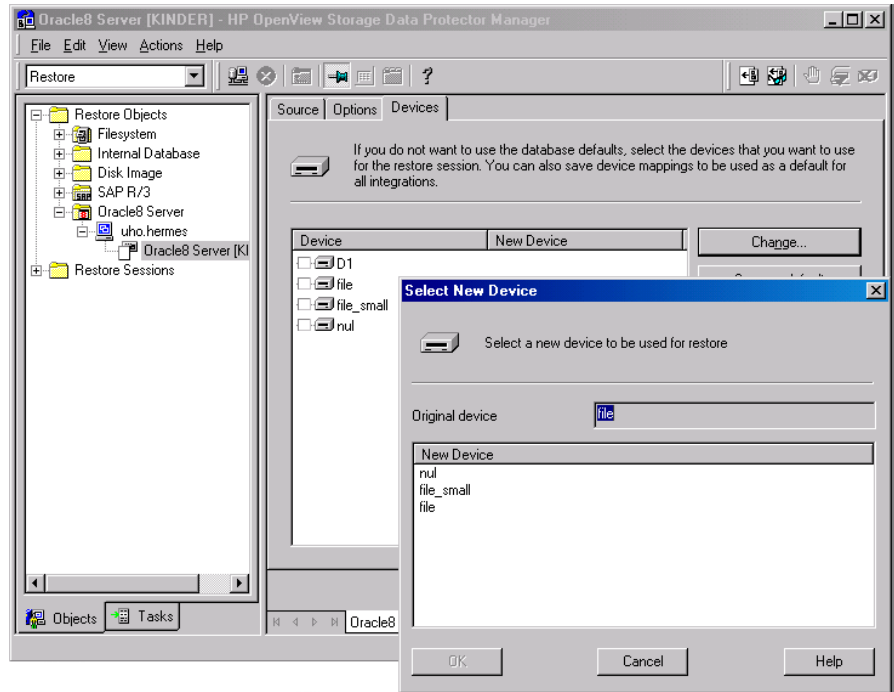 Oracle8 Server [KINDER] - HP OpenView Storage Data Protector Manager
File Edit View Actions Help
Restore
Restore Objects
Filesystem
Internal Database
Disk Image
SAP R/3
Oracle8 Server
uho.hermes
Oracle8 Server [KI
Restore Sessions
Objects Tasks
Source Options Devices
If you do not want to use the database defaults, select the devices that you want to use
for the restore session. You can also save device mappings to be used as a default for
all integrations.
Device New Device
D1
file
file_small
nul
Change...
Oracle8
Select New Device
Select a new device to be used for restore
Original device file
New Device
nul
file_small
file
OK Cancel Help